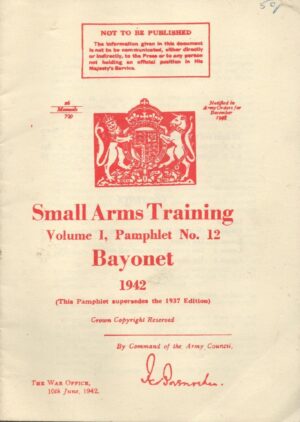 NOT TO BE PUBLISHED
The information given in this document
is not to be communicated, either directly
or indirectly, to the Press or to any person
not holding an official position in His
Majesty's Service.
26
Manuals
799
Notified in
Army Orders for
December
1942
Small Arms Training
Volume I, Pamphlet No. 12
Bayonet
1942
(This Pamphlet supersedes the 1937 Edition)
Crown Copyright Reserved
By Command of the Army Council,
THE WAR OFFICE,
10th June, 1942.